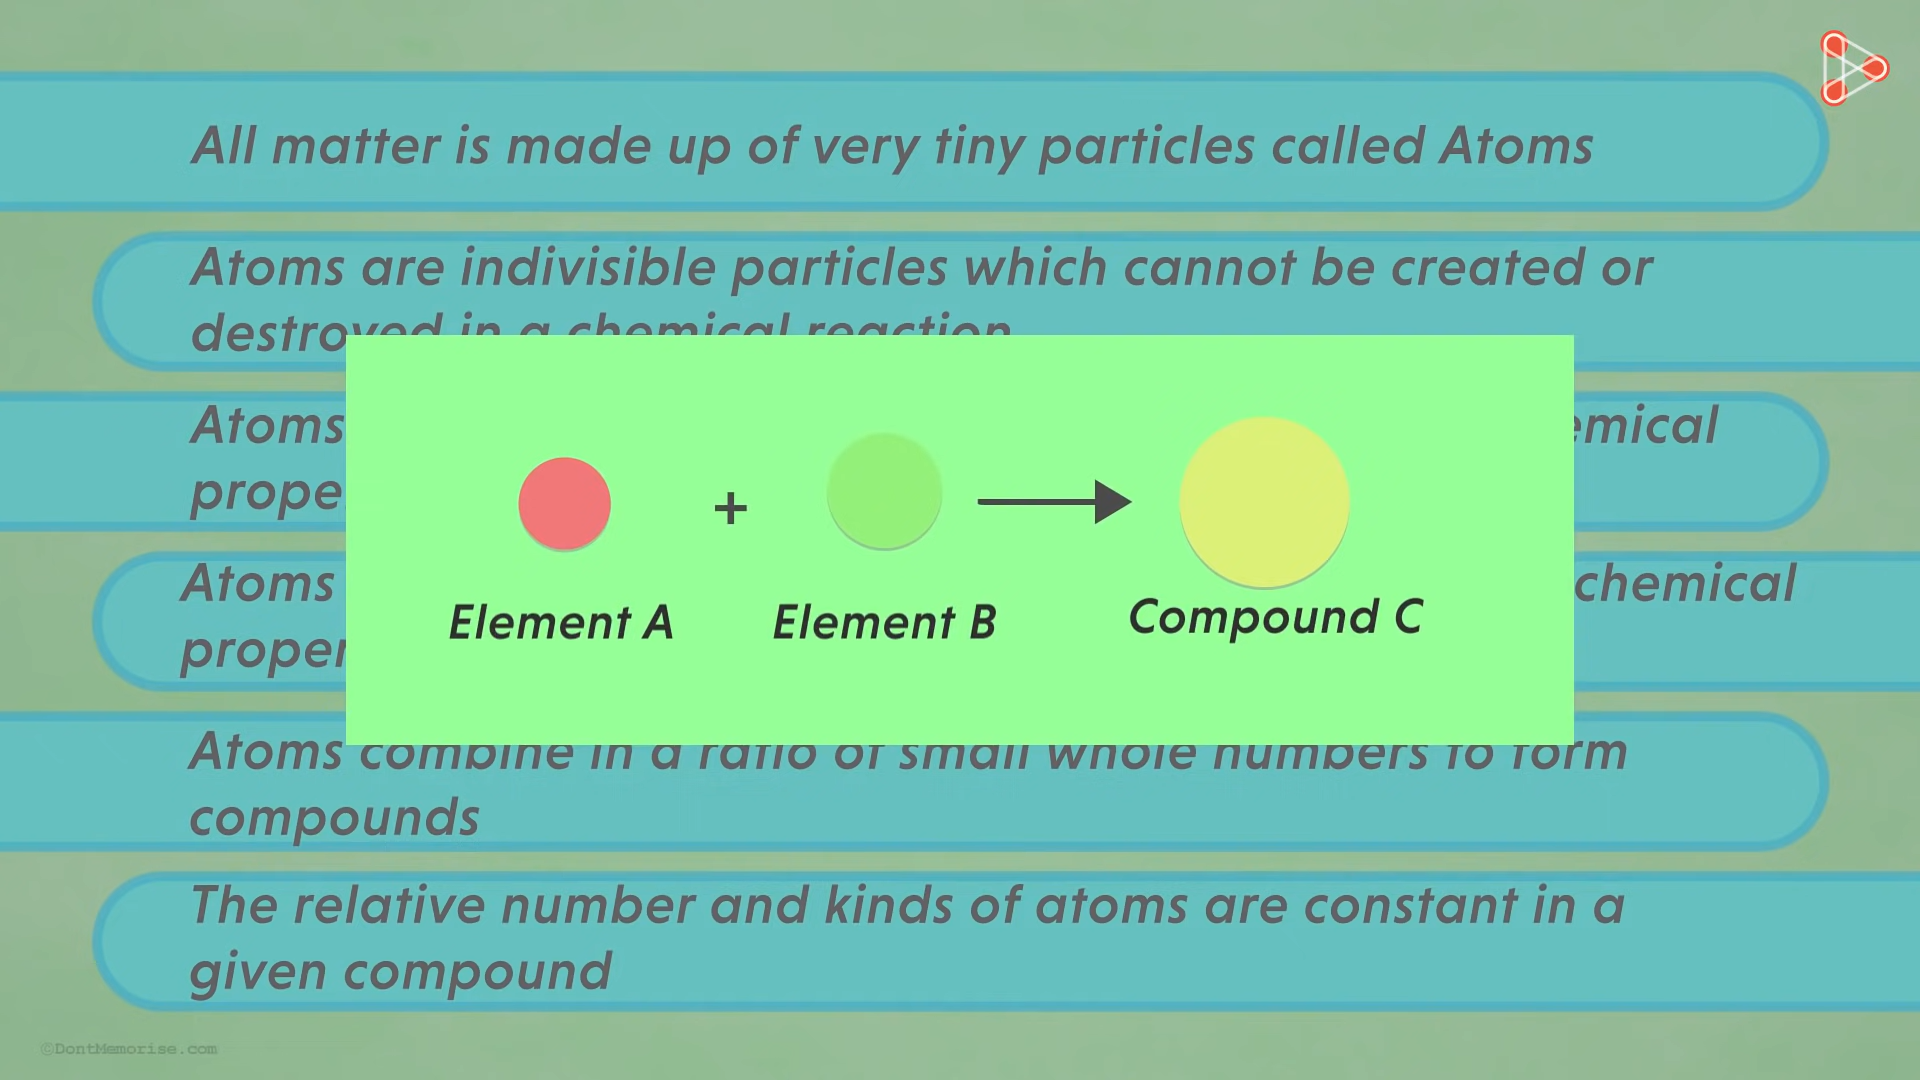 All matter is made up of very tiny particles called Atoms
Atoms are indivisible particles which cannot be created or
destroyed in a chemical reaction
Atoms
emical
prope
Atoms
chemical
proper
+
Element A
Element B
Compound C
Atoms combine in a ratio of small whole numbers to form
compounds
The relative number and kinds of atoms are constant in a
given compound
©DontMemorise.com